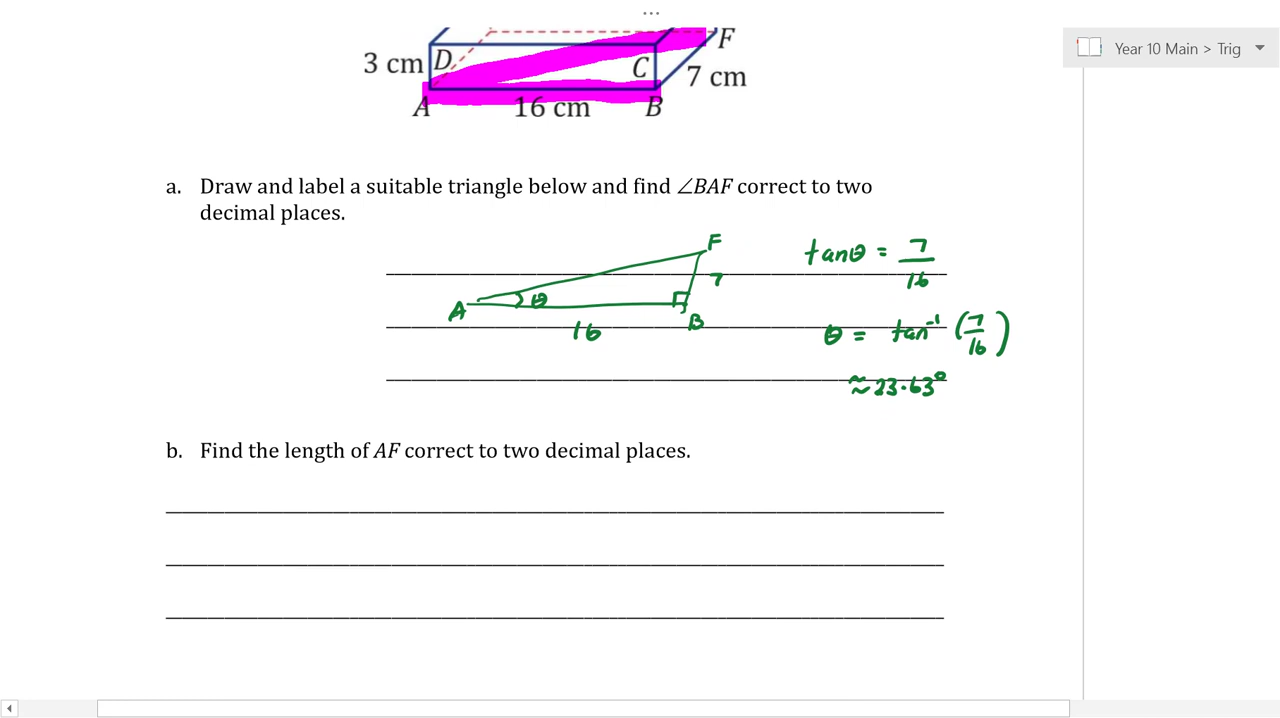 ...
Year 10 Main > Trig
F
3 cm D C 7 cm
A 16 cm B
a. Draw and label a suitable triangle below and find ∠BAF correct to two
decimal places.
F
tanθ = 7/16
7
A θ B
16
θ = tan⁻¹ (7/16)
≈ 23.63°
b. Find the length of AF correct to two decimal places.